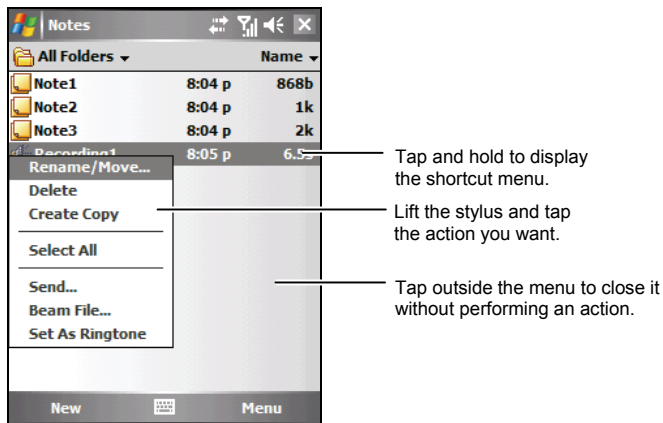 Notes
All Folders Name
Note1 8:04 p 868b
Note2 8:04 p 1k
Note3 8:04 p 2k
Recording1 8:05 p 6.5s
Rename/Move...
Delete
Create Copy
Select All
Send...
Beam File...
Set As Ringtone
New Menu
Tap and hold to display
the shortcut menu.
Lift the stylus and tap
the action you want.
Tap outside the menu to close it
without performing an action.